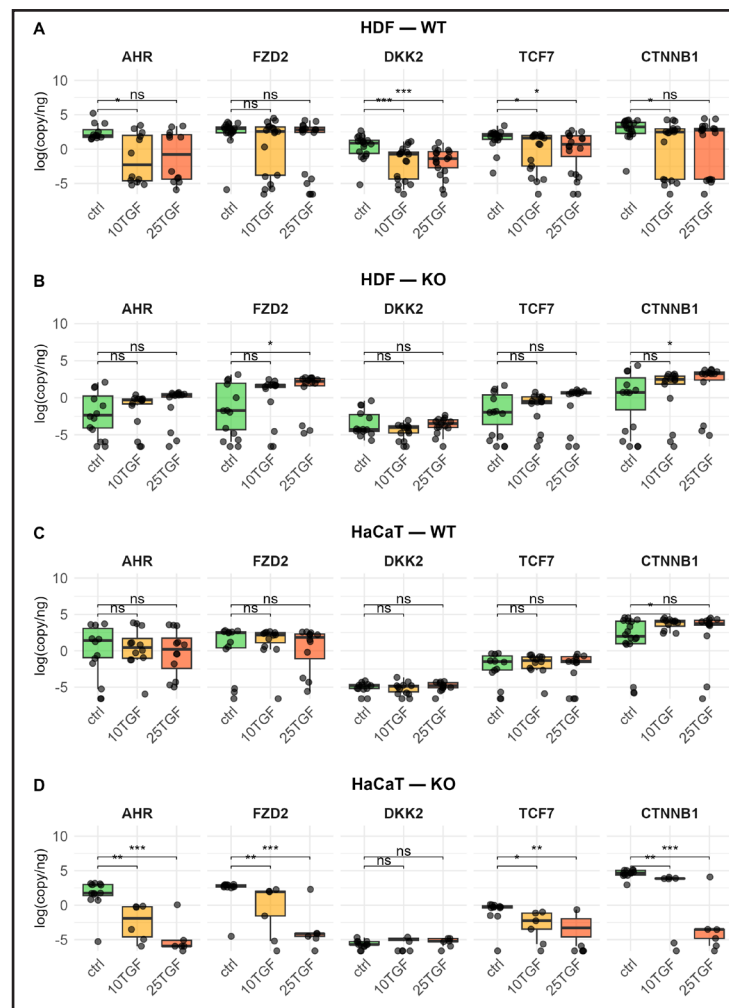 A
HDF — WT
AHR FZD2 DKK2 TCF7 CTNNB1
10
5
0
-5
log(copy/ng)
ns ns *** * ns
* ns *** * *
ctrl 10TGF 25TGF ctrl 10TGF 25TGF ctrl 10TGF 25TGF ctrl 10TGF 25TGF ctrl 10TGF 25TGF
B
HDF — KO
AHR FZD2 DKK2 TCF7 CTNNB1
10
5
0
-5
log(copy/ng)
ns * ns ns *
ns ns ns ns ns
ctrl 10TGF 25TGF ctrl 10TGF 25TGF ctrl 10TGF 25TGF ctrl 10TGF 25TGF ctrl 10TGF 25TGF
C
HaCaT — WT
AHR FZD2 DKK2 TCF7 CTNNB1
10
5
0
-5
log(copy/ng)
ns ns ns ns ns
ns ns ns ns *
ctrl 10TGF 25TGF ctrl 10TGF 25TGF ctrl 10TGF 25TGF ctrl 10TGF 25TGF ctrl 10TGF 25TGF
D
HaCaT — KO
AHR FZD2 DKK2 TCF7 CTNNB1
10
5
0
-5
log(copy/ng)
*** *** ns ** ***
** ** ns * **
ctrl 10TGF 25TGF ctrl 10TGF 25TGF ctrl 10TGF 25TGF ctrl 10TGF 25TGF ctrl 10TGF 25TGF